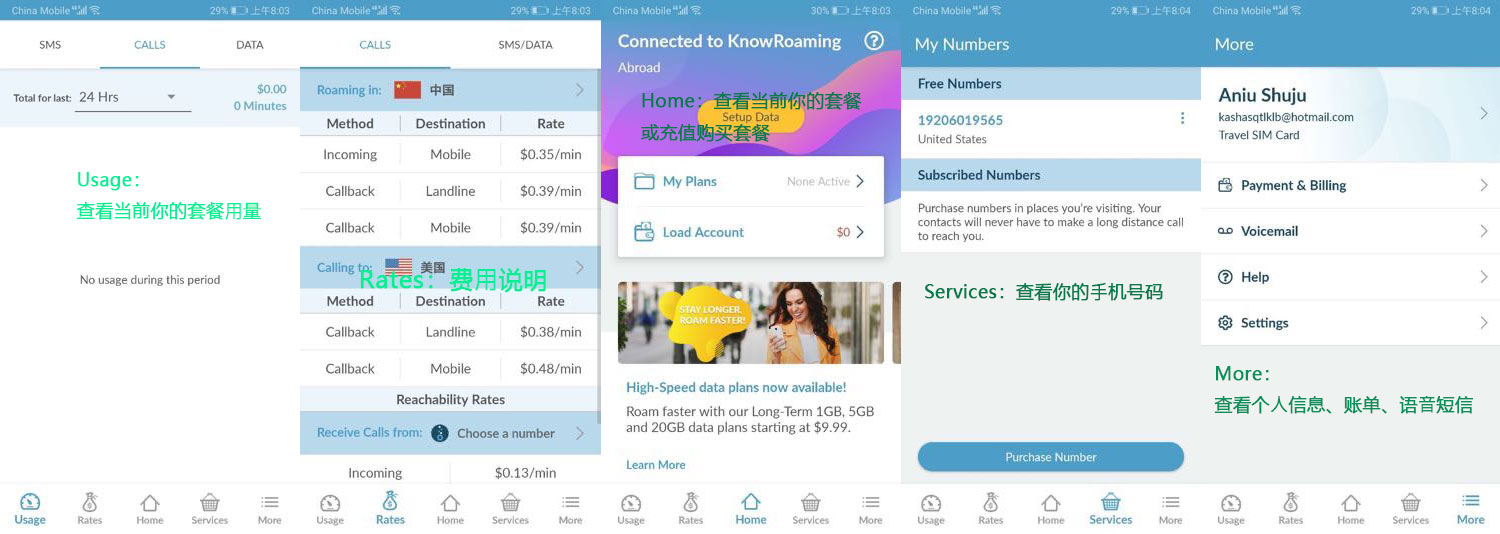 China Mobile 29% 上午8:03
SMS CALLS DATA
Total for last: 24 Hrs $0.00
0 Minutes
Usage:
查看当前你的套餐用量
No usage during this period
Usage Rates Home Services More
China Mobile 29% 上午8:03
CALLS SMS/DATA
Roaming in: 中国
Method Destination Rate
Incoming Mobile $0.35/min
Callback Landline $0.39/min
Callback Mobile $0.39/min
Calling to: 美国
Rates：费用说明
Method Destination Rate
Callback Landline $0.38/min
Callback Mobile $0.48/min
Reachability Rates
Receive Calls from: Choose a number
Incoming $0.13/min
Usage Rates Home Services More
China Mobile 30% 上午8:03
Connected to KnowRoaming
Abroad
Home：查看当前你的套餐
Setup Data
或充值购买套餐
My Plans None Active
Load Account $0
STAY LONGER,
ROAM FASTER!
High-Speed data plans now available!
Roam faster with our Long-Term 1GB, 5GB
and 20GB data plans starting at $9.99.
Learn More
Usage Rates Home Services More
China Mobile 29% 上午8:04
My Numbers
Free Numbers
19206019565
United States
Subscribed Numbers
Purchase numbers in places you're visiting. Your
contacts will never have to make a long distance call
to reach you.
Services：查看你的手机号码
Purchase Number
Usage Rates Home Services More
China Mobile 29% 上午8:04
More
Aniu Shuju
kashasqtlklb@hotmail.com
Travel SIM Card
Payment & Billing
Voicemail
Help
Settings
More：
查看个人信息、账单、语音短信
Usage Rates Home Services More